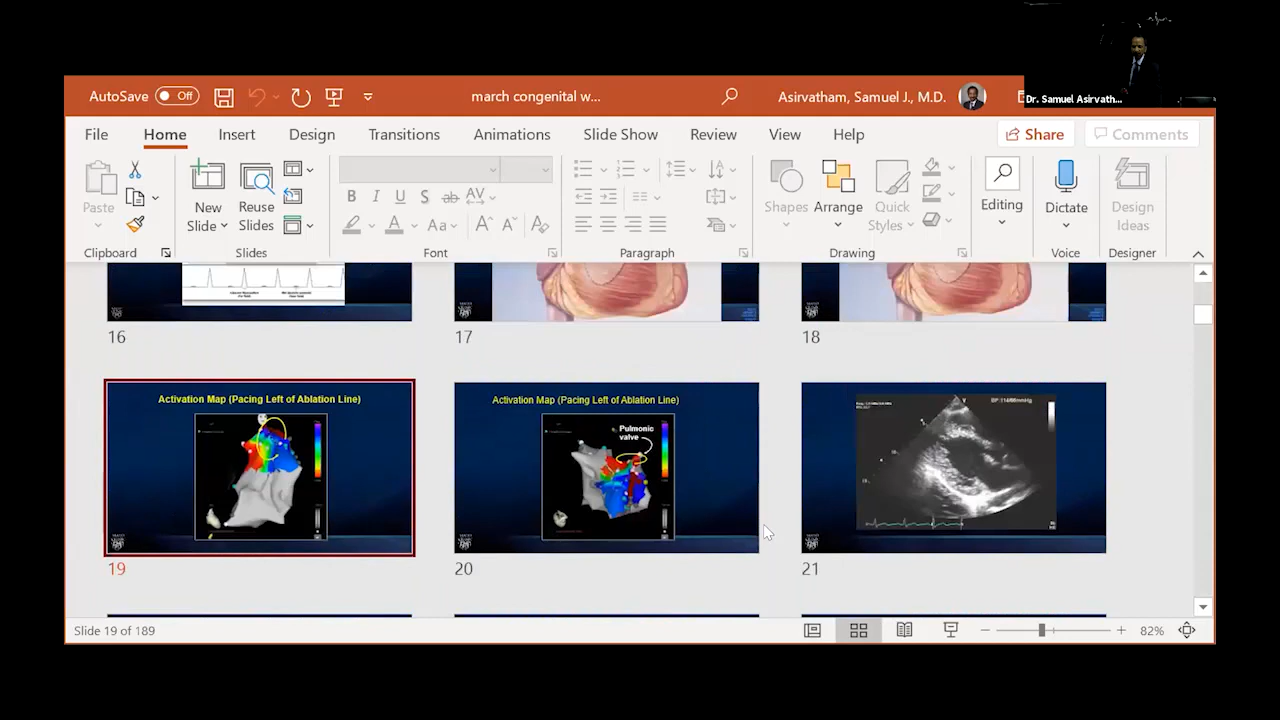 Dr. Samuel Asirvath...
AutoSave Off march congenital w... Asirvatham, Samuel J., M.D.
File Home Insert Design Transitions Animations Slide Show Review View Help Share Comments
Paste
New Slide
Reuse Slides
B I U S ab AV
A Aa A A
Shapes
Arrange
Quick Styles
Editing
Dictate
Design Ideas
Clipboard Slides Font Paragraph Drawing Voice Designer
16 17 18
Activation Map (Pacing Left of Ablation Line)
19
Activation Map (Pacing Left of Ablation Line)
Pulmonic
valve
20
21
Slide 19 of 189 82%